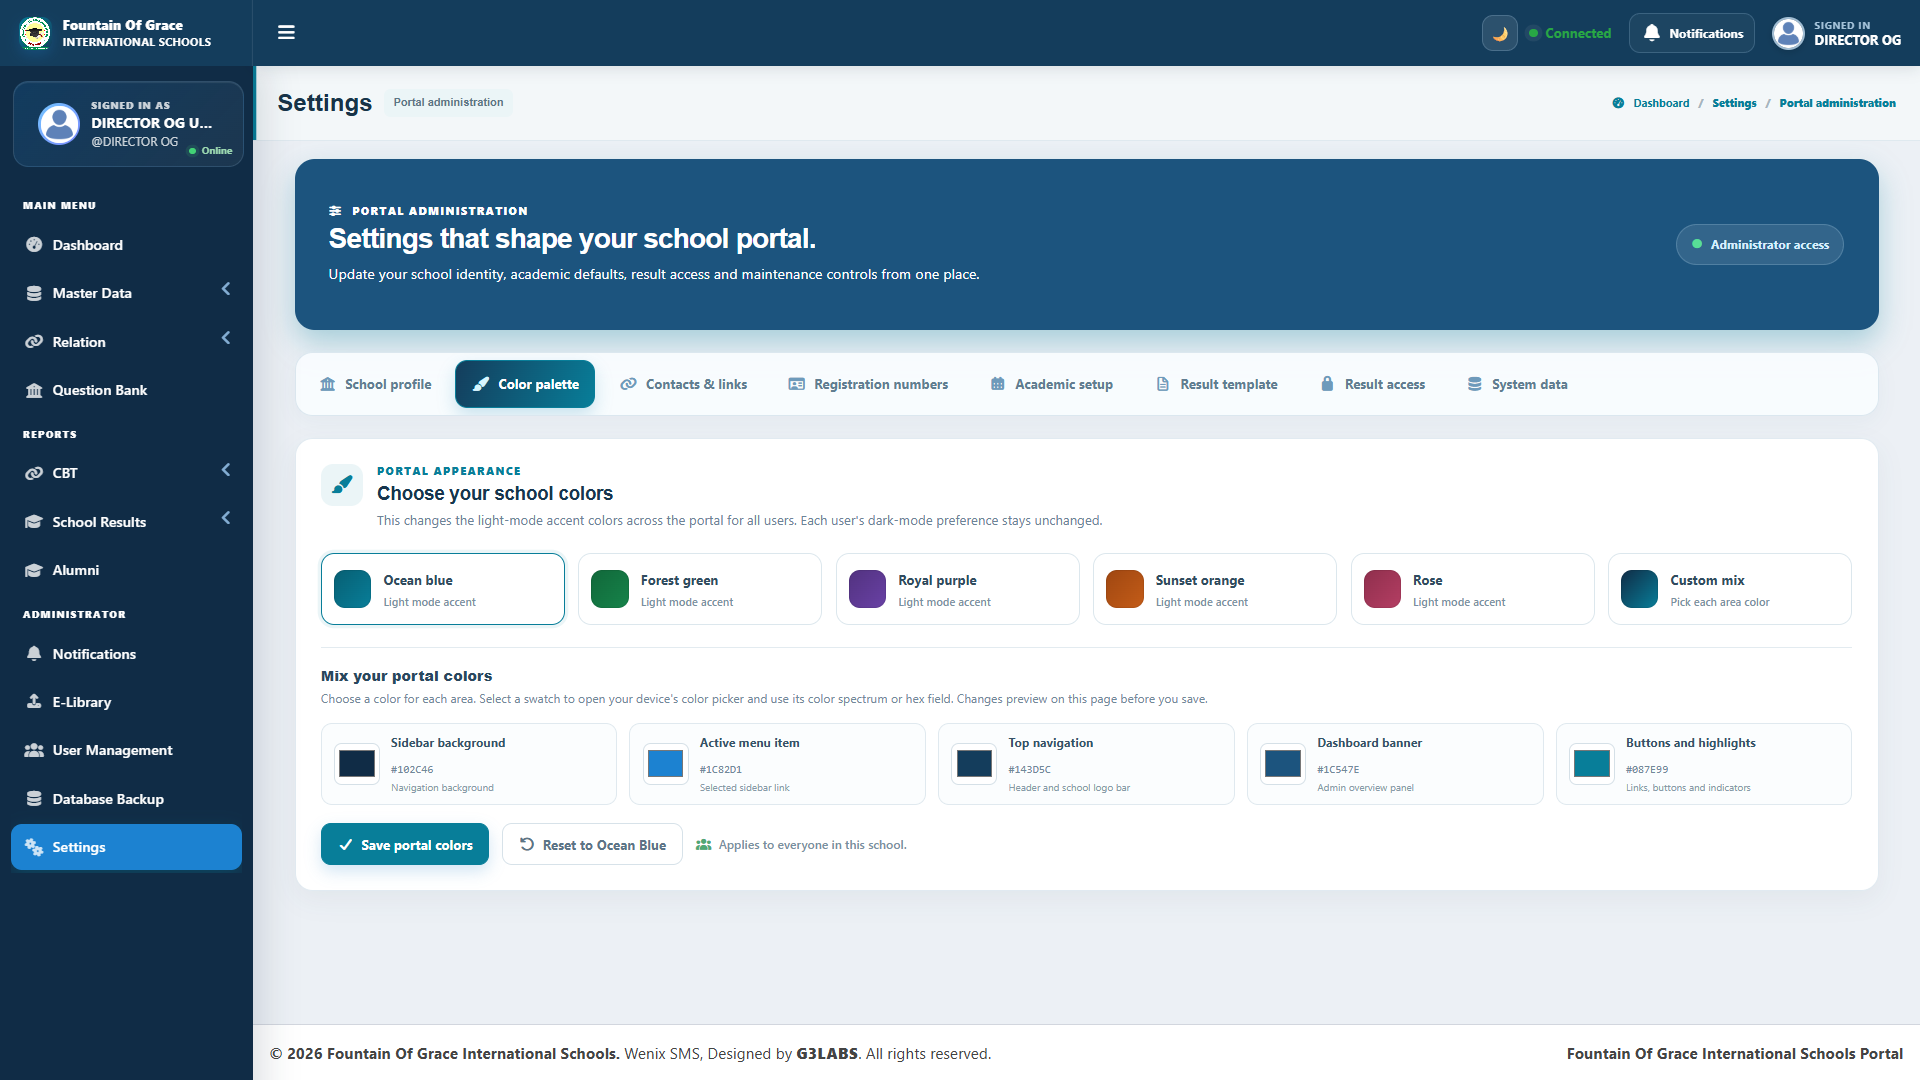 Fountain Of Grace
INTERNATIONAL SCHOOLS
Connected
Notifications
SIGNED IN
DIRECTOR OG
SIGNED IN AS
DIRECTOR OG U...
@DIRECTOR OG
Online
MAIN MENU
Dashboard
Master Data
Relation
Question Bank
REPORTS
CBT
School Results
Alumni
ADMINISTRATOR
Notifications
E-Library
User Management
Database Backup
Settings
Settings
Portal administration
Dashboard / Settings / Portal administration
PORTAL ADMINISTRATION
Settings that shape your school portal.
Update your school identity, academic defaults, result access and maintenance controls from one place.
Administrator access
School profile
Color palette
Contacts & links
Registration numbers
Academic setup
Result template
Result access
System data
PORTAL APPEARANCE
Choose your school colors
This changes the light-mode accent colors across the portal for all users. Each user's dark-mode preference stays unchanged.
Ocean blue
Light mode accent
Forest green
Light mode accent
Royal purple
Light mode accent
Sunset orange
Light mode accent
Rose
Light mode accent
Custom mix
Pick each area color
Mix your portal colors
Choose a color for each area. Select a swatch to open your device's color picker and use its color spectrum or hex field. Changes preview on this page before you save.
Sidebar background
#102C46
Navigation background
Active menu item
#1C82D1
Selected sidebar link
Top navigation
#143D5C
Header and school logo bar
Dashboard banner
#1C547E
Admin overview panel
Buttons and highlights
#087E99
Links, buttons and indicators
Save portal colors
Reset to Ocean Blue
Applies to everyone in this school.
© 2026 Fountain Of Grace International Schools. Wenix SMS, Designed by G3LABS. All rights reserved.
Fountain Of Grace International Schools Portal